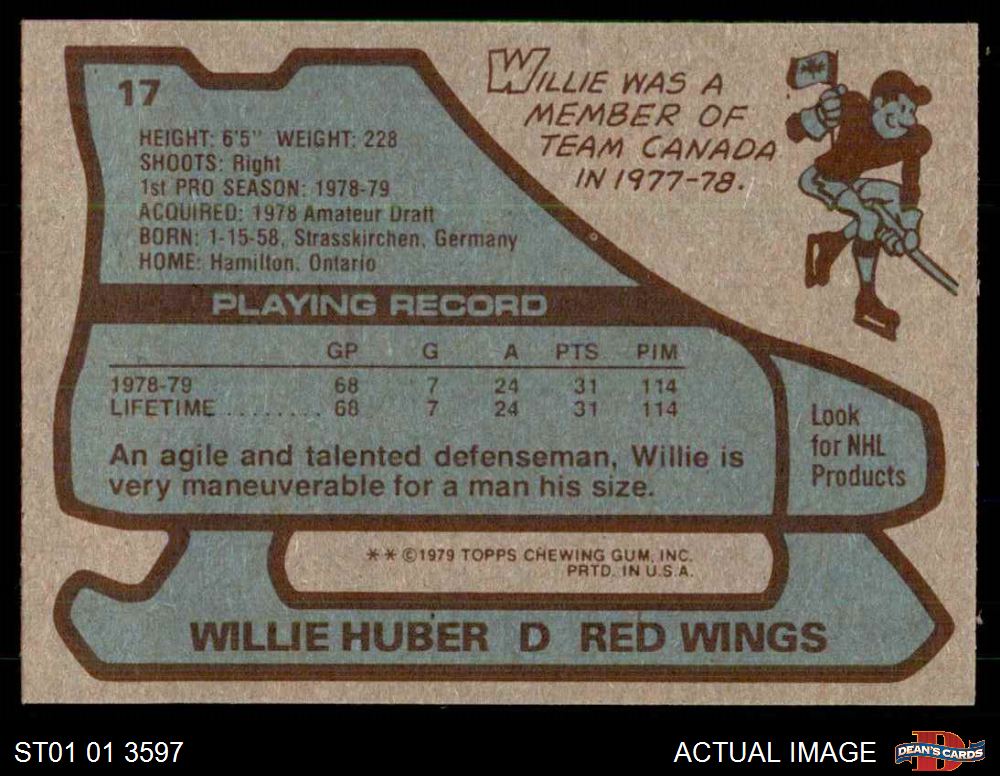 17
HEIGHT: 6'5" WEIGHT: 228
SHOOTS: Right
1st PRO SEASON: 1978-79
ACQUIRED: 1978 Amateur Draft
BORN: 1-15-58, Strasskirchen, Germany
HOME: Hamilton, Ontario
WILLIE WAS A
MEMBER OF
TEAM CANADA
IN 1977-78.
PLAYING RECORD
GP G A PTS PIM
1978-79 68 7 24 31 114
LIFETIME ........ 68 7 24 31 114
An agile and talented defenseman, Willie is
very maneuverable for a man his size.
Look
for NHL
Products
** ©1979 TOPPS CHEWING GUM, INC.
PRTD. IN U.S.A.
WILLIE HUBER D RED WINGS
ST01 01 3597
ACTUAL IMAGE
DEAN'S CARDS